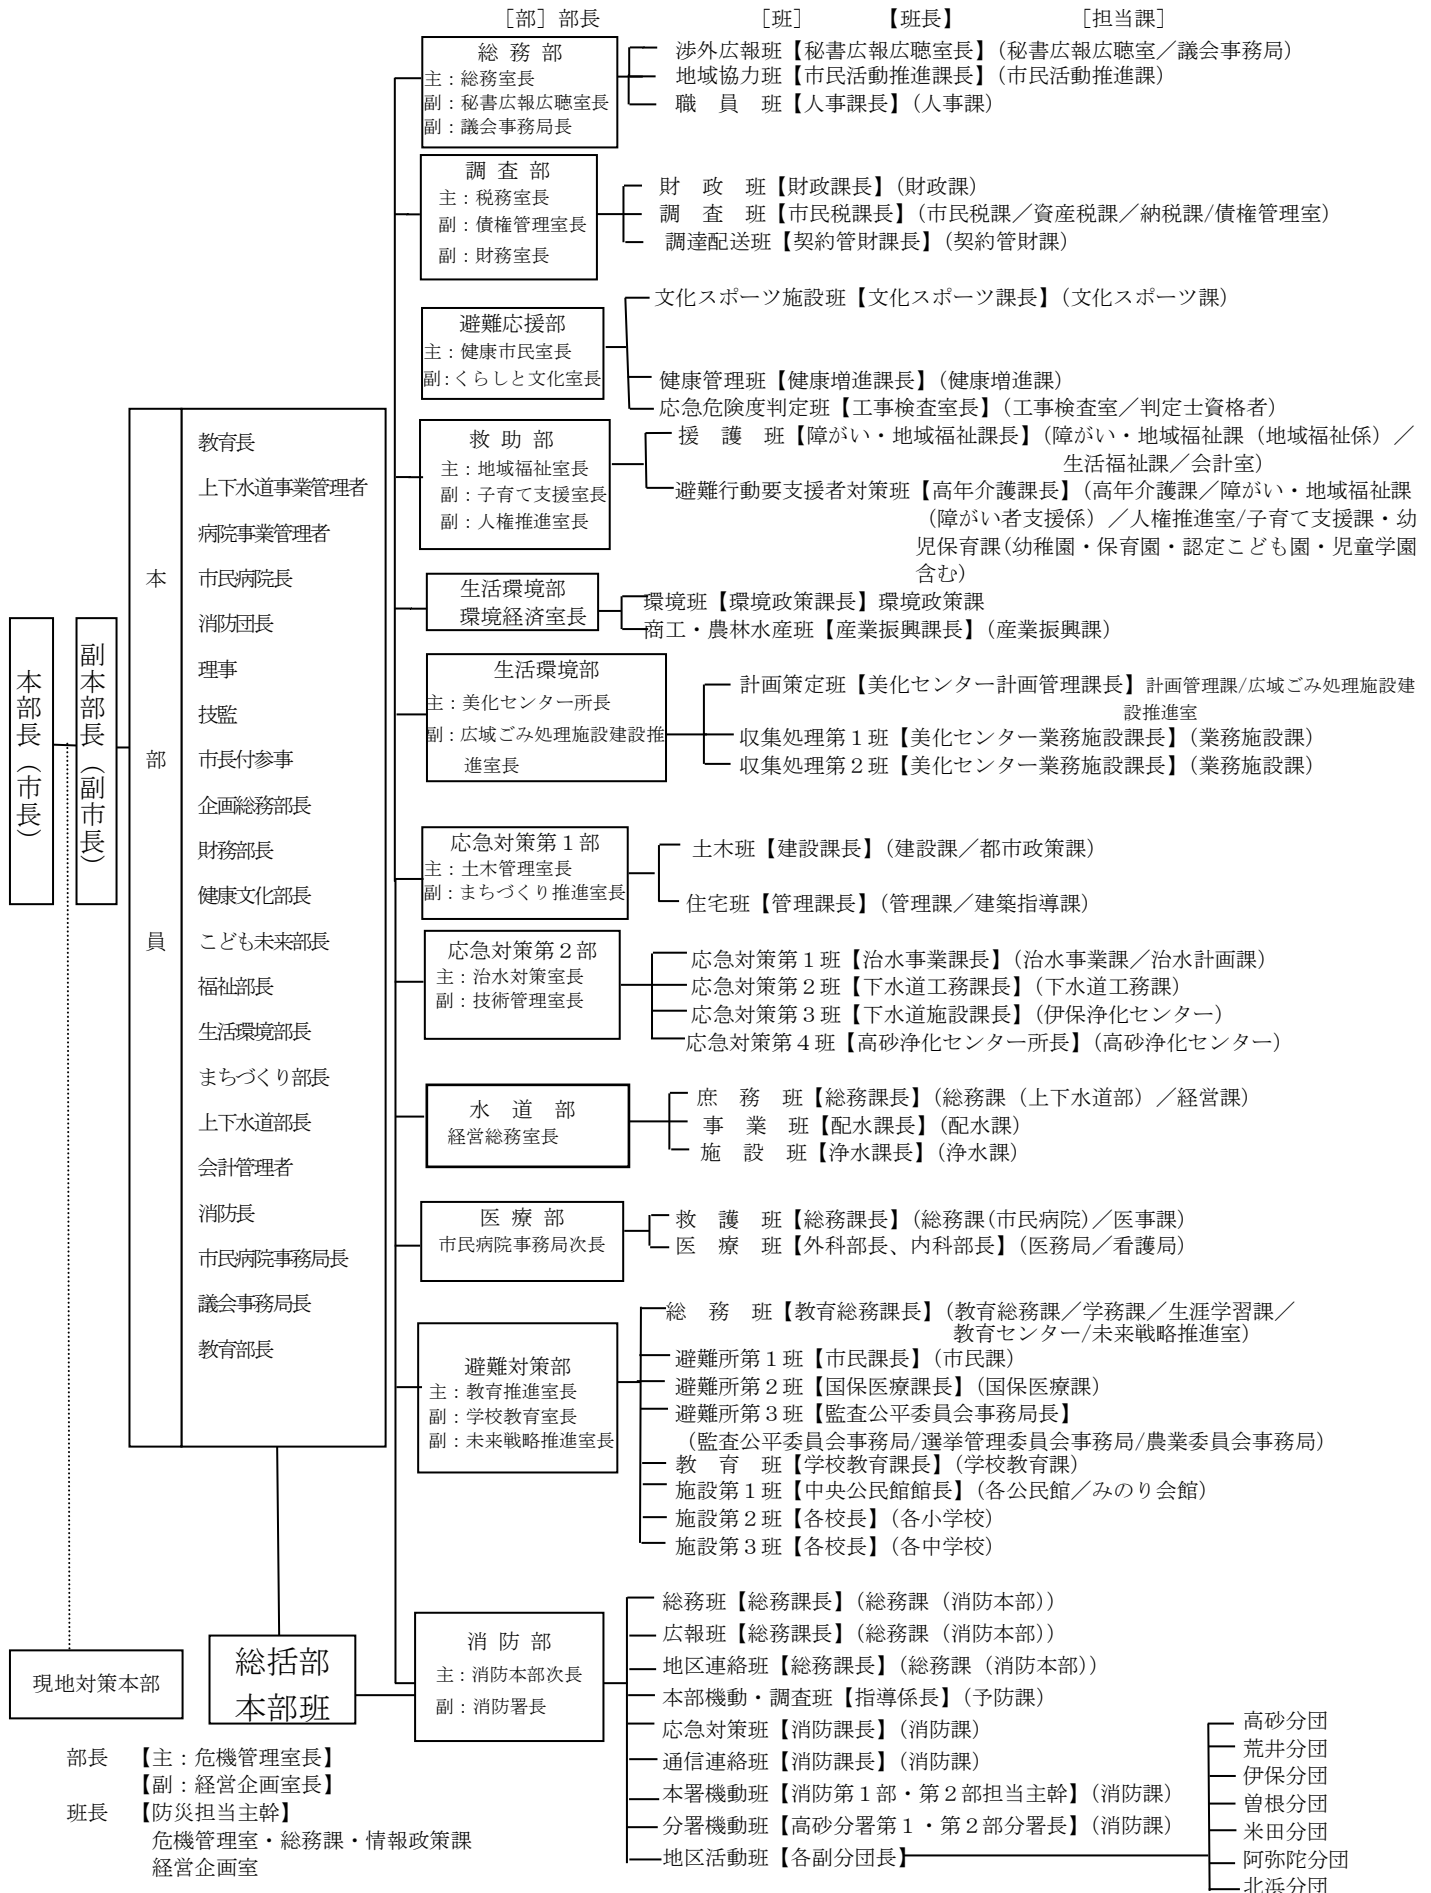 ［部］部長　［班］　【班長】　［担当課］
総 務 部
主：総務室長
副：秘書広報広聴室長
副：議会事務局長
渉外広報班【秘書広報広聴室長】（秘書広報広聴室／議会事務局）
地域協力班【市民活動推進課長】（市民活動推進課）
職　員　班【人事課長】（人事課）
調 査 部
主：税務室長
副：債権管理室長
副：財務室長
財　政　班【財政課長】（財政課）
調　査　班【市民税課長】（市民税課／資産税課／納税課/債権管理室）
調達配送班【契約管財課長】（契約管財課）
避難応援部
主：健康市民室長
副：くらしと文化室長
文化スポーツ施設班【文化スポーツ課長】（文化スポーツ課）
健康管理班【健康増進課長】（健康増進課）
応急危険度判定班【工事検査室長】（工事検査室／判定士資格者）
救 助 部
主：地域福祉室長
副：子育て支援室長
副：人権推進室長
援　護　班【障がい・地域福祉課長】（障がい・地域福祉課（地域福祉係）／
生活福祉課／会計室）
避難行動要支援者対策班【高年介護課長】（高年介護課／障がい・地域福祉課
（障がい者支援係）／人権推進室/子育て支援課・幼
児保育課(幼稚園・保育園・認定こども園・児童学園
含む）
生活環境部
環境経済室長
環境班【環境政策課長】環境政策課
商工・農林水産班【産業振興課長】（産業振興課）
生活環境部
主：美化センター所長
副：広域ごみ処理施設建設推
進室長
計画策定班【美化センター計画管理課長】計画管理課/広域ごみ処理施設建
設推進室
収集処理第１班【美化センター業務施設課長】（業務施設課）
収集処理第２班【美化センター業務施設課長】（業務施設課）
応急対策第１部
主：土木管理室長
副：まちづくり推進室長
土木班【建設課長】（建設課／都市政策課）
住宅班【管理課長】（管理課／建築指導課）
応急対策第２部
主：治水対策室長
副：技術管理室長
応急対策第１班【治水事業課長】（治水事業課／治水計画課）
応急対策第２班【下水道工務課長】（下水道工務課）
応急対策第３班【下水道施設課長】（伊保浄化センター）
応急対策第４班【高砂浄化センター所長】（高砂浄化センター）
水　道　部
経営総務室長
庶　務　班【総務課長】（総務課（上下水道部）／経営課）
事　業　班【配水課長】（配水課）
施　設　班【浄水課長】（浄水課）
医 療 部
市民病院事務局次長
救　護　班【総務課長】（総務課(市民病院)／医事課）
医　療　班【外科部長、内科部長】（医務局／看護局）
避難対策部
主：教育推進室長
副：学校教育室長
副：未来戦略推進室長
総　務　班【教育総務課長】（教育総務課／学務課／生涯学習課／
教育センター/未来戦略推進室）
避難所第１班【市民課長】（市民課）
避難所第２班【国保医療課長】（国保医療課）
避難所第３班【監査公平委員会事務局長】
（監査公平委員会事務局/選挙管理委員会事務局/農業委員会事務局）
教　育　班【学校教育課長】（学校教育課）
施設第１班【中央公民館館長】（各公民館／みのり会館）
施設第２班【各校長】（各小学校）
施設第３班【各校長】（各中学校）
消 防 部
主：消防本部次長
副：消防署長
総務班【総務課長】（総務課（消防本部））
広報班【総務課長】（総務課（消防本部））
地区連絡班【総務課長】（総務課（消防本部））
本部機動・調査班【指導係長】（予防課）
応急対策班【消防課長】（消防課）
通信連絡班【消防課長】（消防課）
本署機動班【消防第１部・第２部担当主幹】（消防課）
分署機動班【高砂分署第１・第２部分署長】（消防課）
地区活動班【各副分団長】
高砂分団
荒井分団
伊保分団
曽根分団
米田分団
阿弥陀分団
北浜分団
本部長（市長）
副本部長（副市長）
本部員
教育長
上下水道事業管理者
病院事業管理者
市民病院長
消防団長
理事
技監
市長付参事
企画総務部長
財務部長
健康文化部長
こども未来部長
福祉部長
生活環境部長
まちづくり部長
上下水道部長
会計管理者
消防長
市民病院事務局長
議会事務局長
教育部長
現地対策本部
総括部
本部班
部長　【主：危機管理室長】
【副：経営企画室長】
班長　【防災担当主幹】
危機管理室・総務課・情報政策課
経営企画室